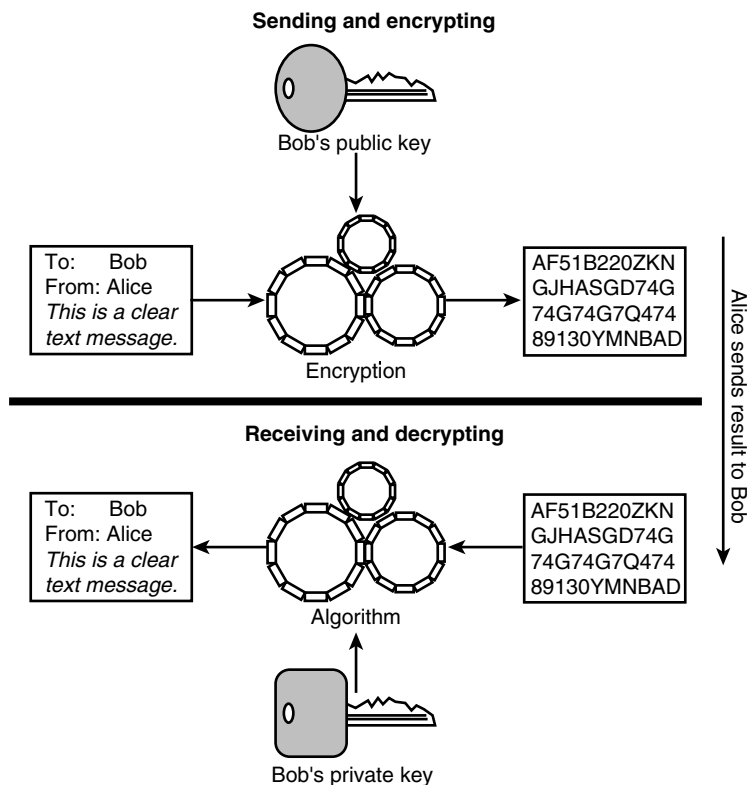 Sending and encrypting
Bob's public key
To: Bob
From: Alice
This is a clear
text message.
AF51B220ZKN
GJHASGD74G
74G74G7Q474
89130YMNBAD
Encryption
Alice sends result to Bob
Receiving and decrypting
To: Bob
From: Alice
This is a clear
text message.
AF51B220ZKN
GJHASGD74G
74G74G7Q474
89130YMNBAD
Algorithm
Bob's private key